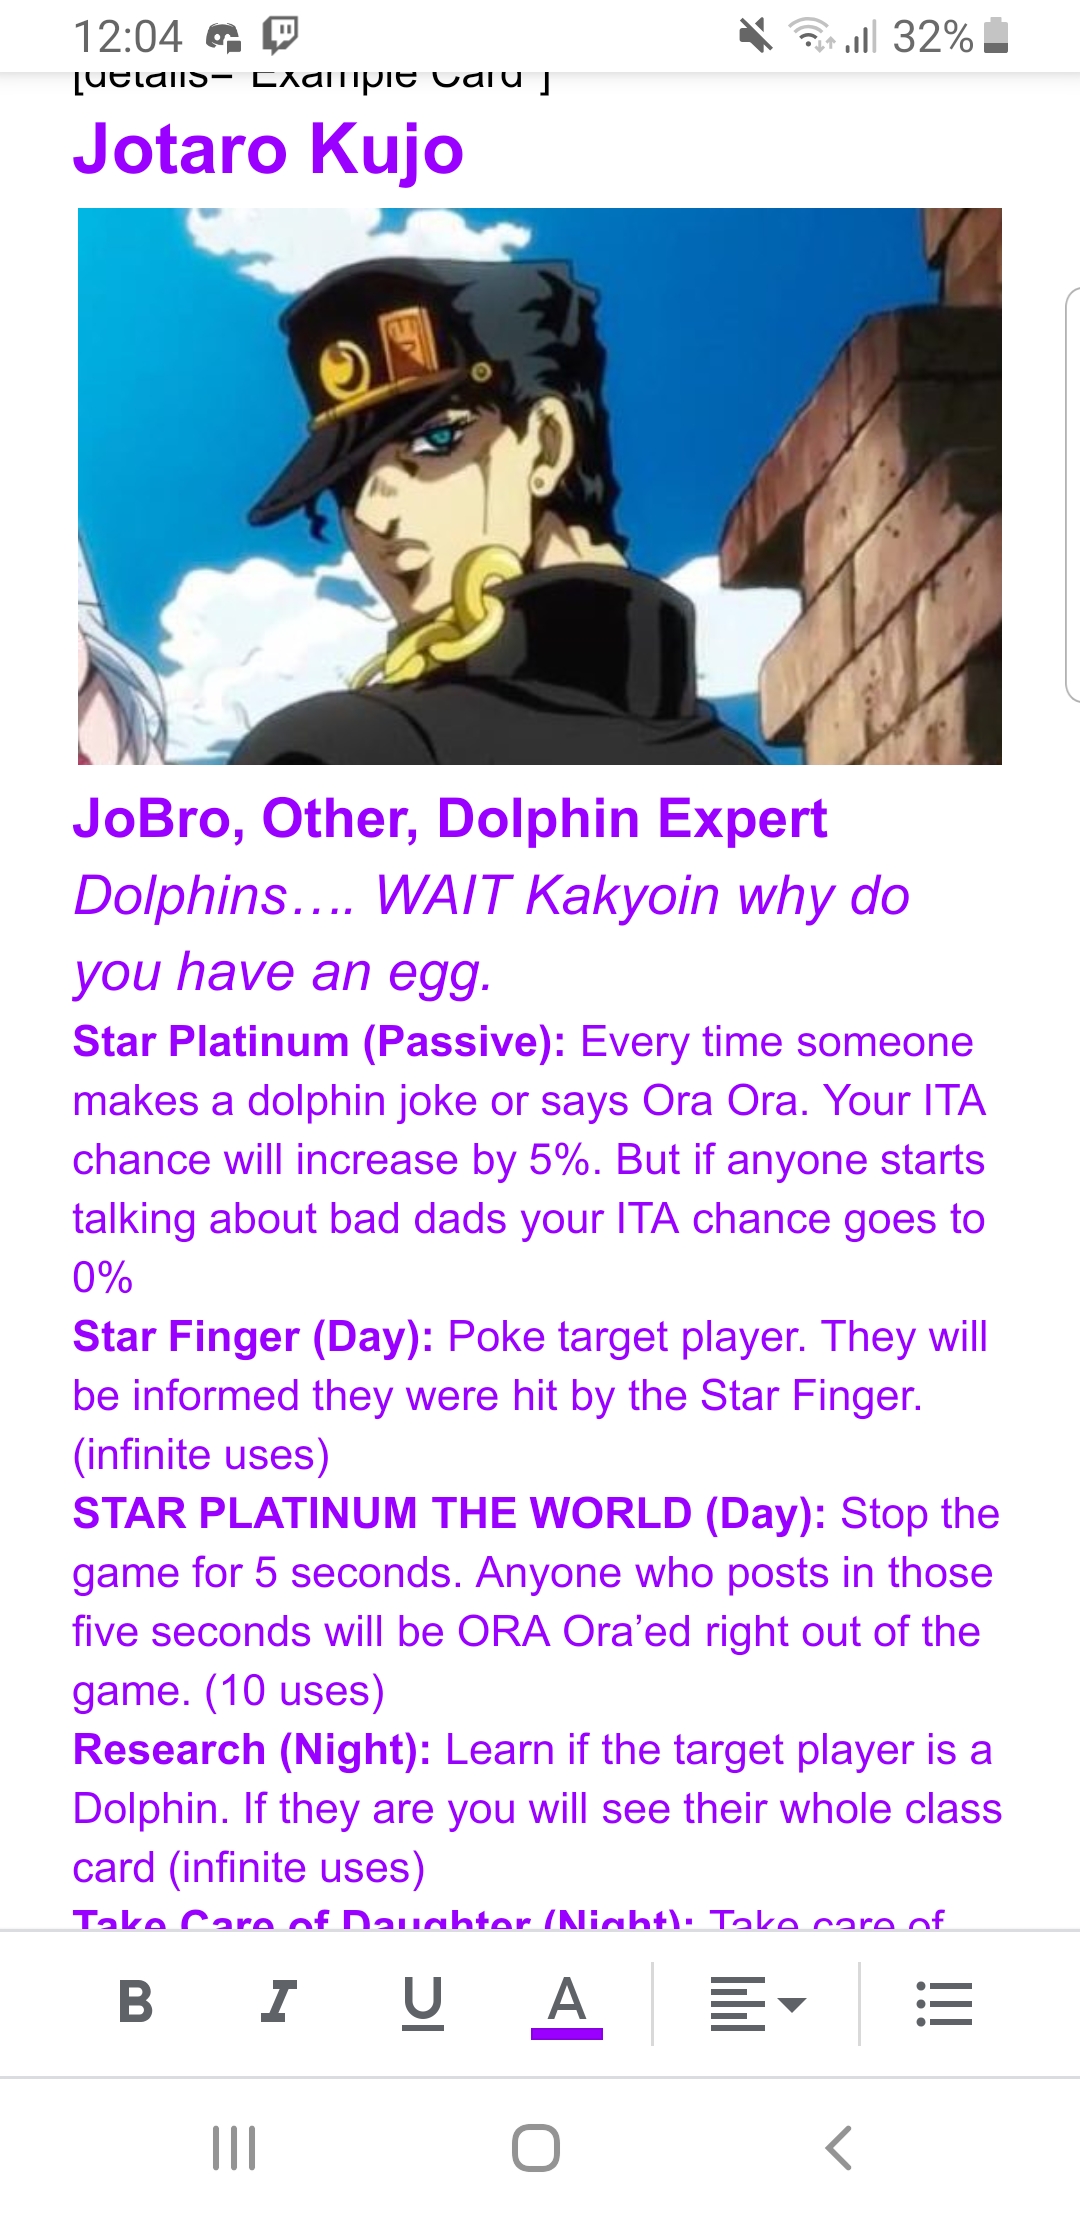 12:04 32%
[details= Example Card ]
Jotaro Kujo
JoBro, Other, Dolphin Expert
Dolphins.... WAIT Kakyoin why do
you have an egg.
Star Platinum (Passive): Every time someone
makes a dolphin joke or says Ora Ora. Your ITA
chance will increase by 5%. But if anyone starts
talking about bad dads your ITA chance goes to
0%
Star Finger (Day): Poke target player. They will
be informed they were hit by the Star Finger.
(infinite uses)
STAR PLATINUM THE WORLD (Day): Stop the
game for 5 seconds. Anyone who posts in those
five seconds will be ORA Ora’ed right out of the
game. (10 uses)
Research (Night): Learn if the target player is a
Dolphin. If they are you will see their whole class
card (infinite uses)
Take Care of Daughter (Night): Take care of
B I U A